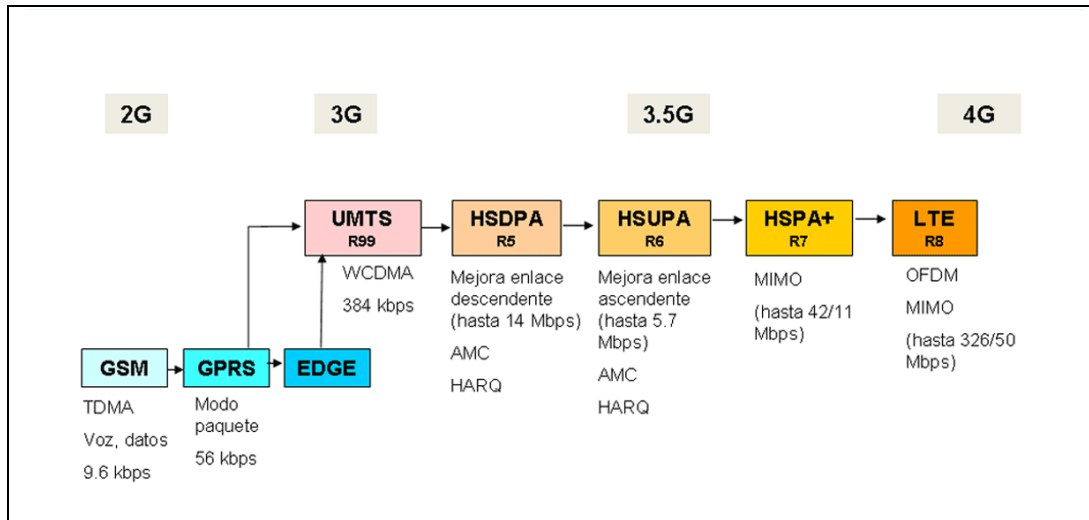 2G
3G
3.5G
4G
UMTS
R99
HSDPA
R5
HSUPA
R6
HSPA+
R7
LTE
R8
WCDMA
384 kbps
Mejora enlace
descendente
(hasta 14 Mbps)
AMC
HARQ
Mejora enlace
ascendente
(hasta 5.7
Mbps)
AMC
HARQ
MIMO
(hasta 42/11
Mbps)
OFDM
MIMO
(hasta 326/50
Mbps)
GSM
GPRS
EDGE
TDMA
Voz, datos
9.6 kbps
Modo
paquete
56 kbps